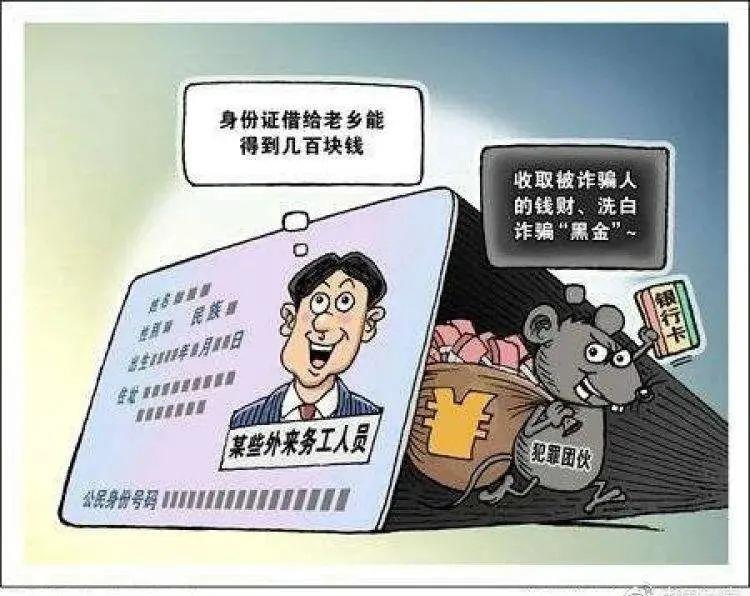 身份证借给老乡能
得到几百块钱
收取被诈骗人
的钱财、洗白
诈骗“黑金”~
姓名
性别 民族
出生 年 月 日
住址
某些外来务工人员
公民身份号码
银行卡
犯罪团伙
¥